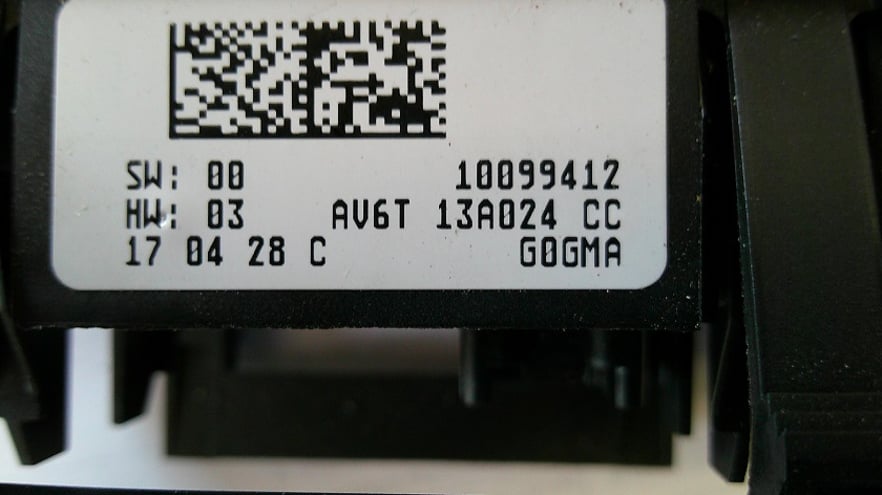 SW: 00 10099412
HW: 03 AV6T 13A024 CC
17 04 28 C G0GMA